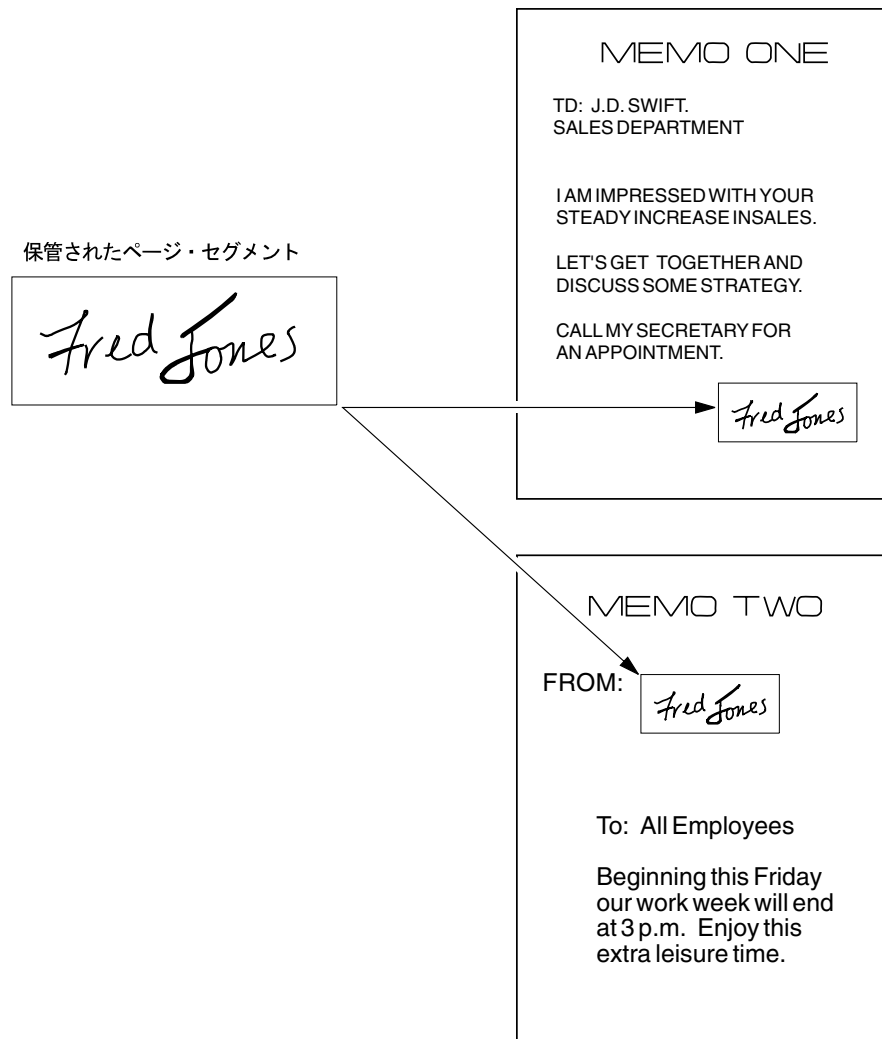 保管されたページ・セグメント
Fred Jones
MEMO ONE
TD: J.D. SWIFT.
SALES DEPARTMENT
I AM IMPRESSED WITH YOUR
STEADY INCREASE INSALES.
LET'S GET TOGETHER AND
DISCUSS SOME STRATEGY.
CALL MY SECRETARY FOR
AN APPOINTMENT.
Fred Jones
MEMO TWO
FROM:
Fred Jones
To: All Employees
Beginning this Friday
our work week will end
at 3 p.m. Enjoy this
extra leisure time.